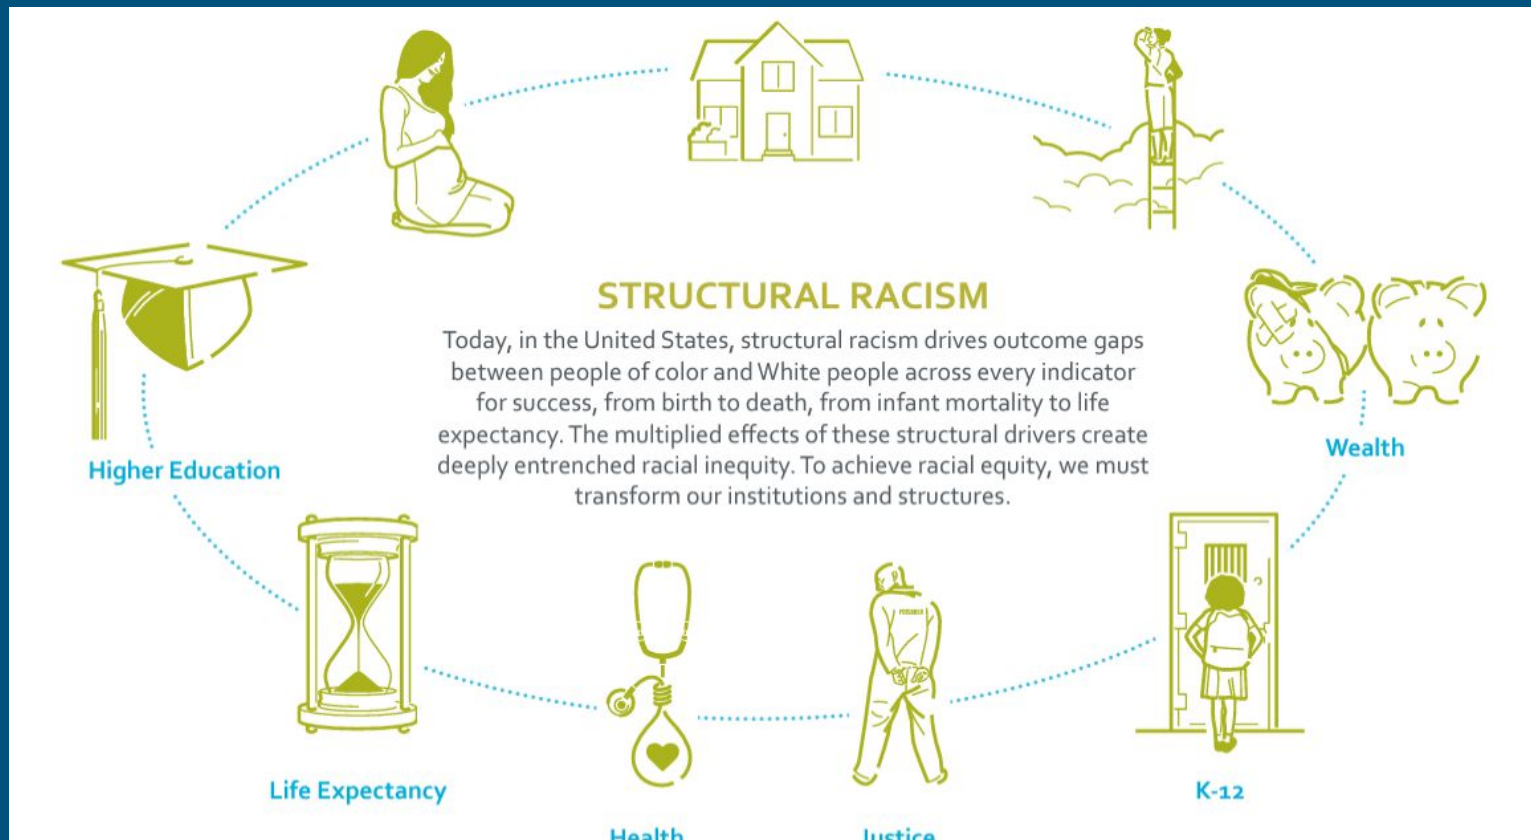 STRUCTURAL RACISM
Today, in the United States, structural racism drives outcome gaps
between people of color and White people across every indicator
for success, from birth to death, from infant mortality to life
expectancy. The multiplied effects of these structural drivers create
deeply entrenched racial inequity. To achieve racial equity, we must
transform our institutions and structures.
Higher Education
Wealth
PRISONER
Life Expectancy
K-12
Health
Justice